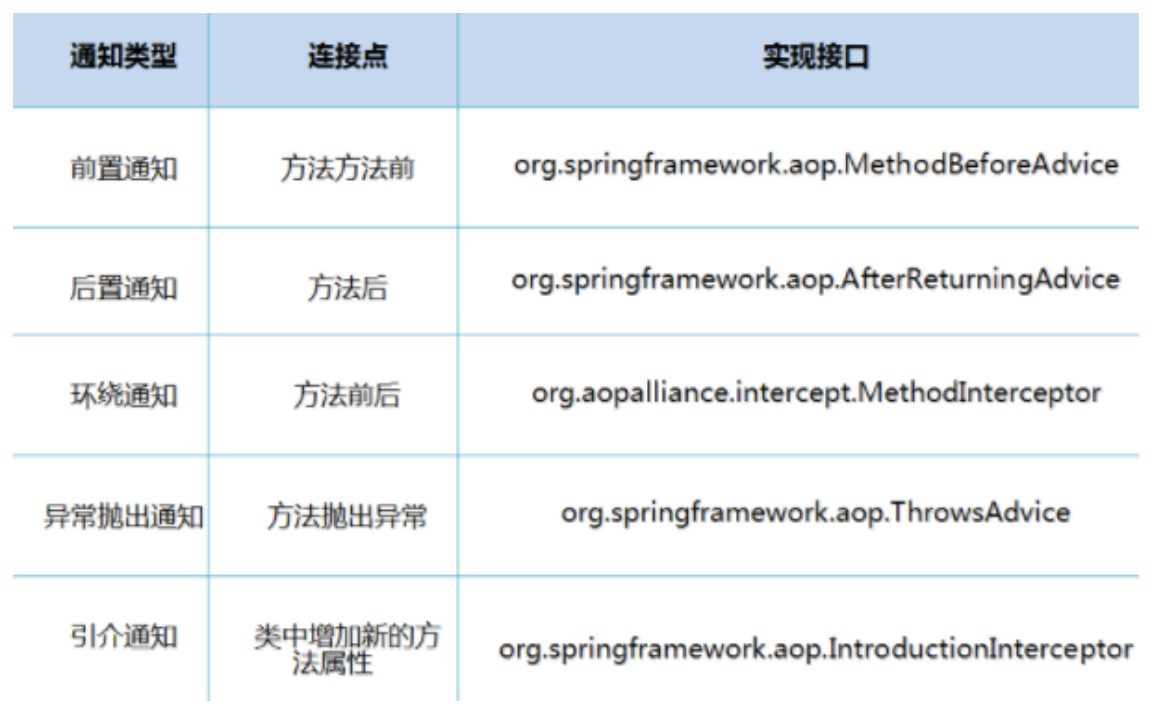 通知类型 连接点 实现接口
前置通知 方法方法前 org.springframework.aop.MethodBeforeAdvice
后置通知 方法后 org.springframework.aop.AfterReturningAdvice
环绕通知 方法前后 org.aopalliance.intercept.MethodInterceptor
异常抛出通知 方法抛出异常 org.springframework.aop.ThrowsAdvice
引介通知 类中增加新的方
法属性 org.springframework.aop.IntroductionInterceptor